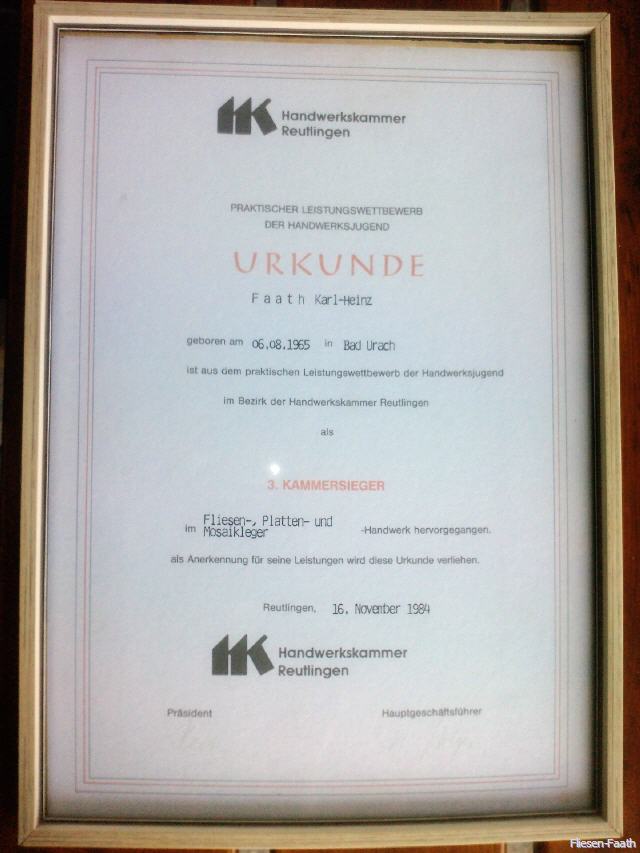 Handwerkskammer
Reutlingen
PRAKTISCHER LEISTUNGSWETTBEWERB
DER HANDWERKSJUGEND
URKUNDE
Faath Karl-Heinz
geboren am 06.08.1965 in Bad Urach
ist aus dem praktischen Leistungswettbewerb der Handwerksjugend
im Bezirk der Handwerkskammer Reutlingen
als
3. KAMMERSIEGER
im Fliesen-, Platten- und
Mosaikleger -Handwerk hervorgegangen.
als Anerkennung für seine Leistungen wird diese Urkunde verliehen.
Reutlingen, 16. November 1984
Handwerkskammer
Reutlingen
Präsident Hauptgeschäftsführer
Fliesen-Faath